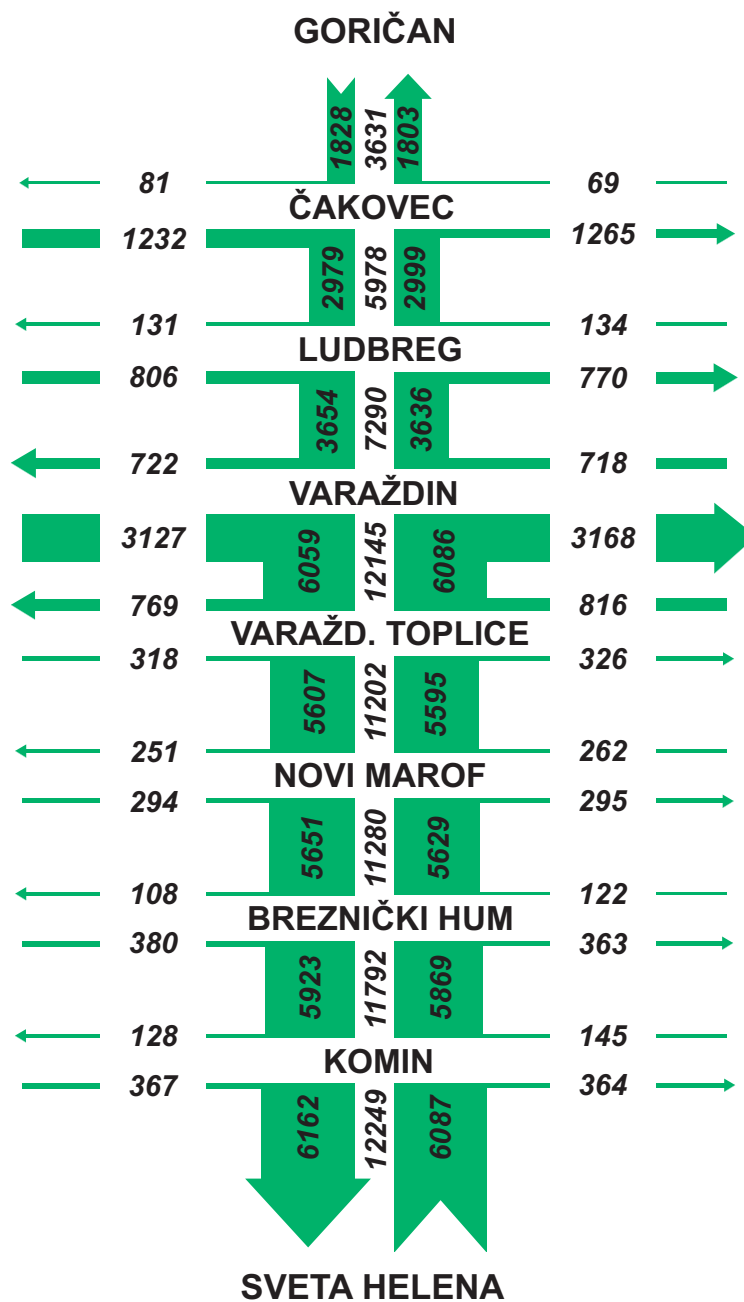 GORIČAN
1828 3631 1803
81 69
ČAKOVEC
1232 1265
2979 5978 2999
131 134
LUDBREG
806 770
3654 7290 3636
722 718
VARAŽDIN
3127 3168
6059 12145 6086
769 816
VARAŽD. TOPLICE
318 326
5607 11202 5595
251 262
NOVI MAROF
294 295
5651 11280 5629
108 122
BREZNIČKI HUM
380 363
5923 11792 5869
128 145
KOMIN
367 364
6162 12249 6087
SVETA HELENA